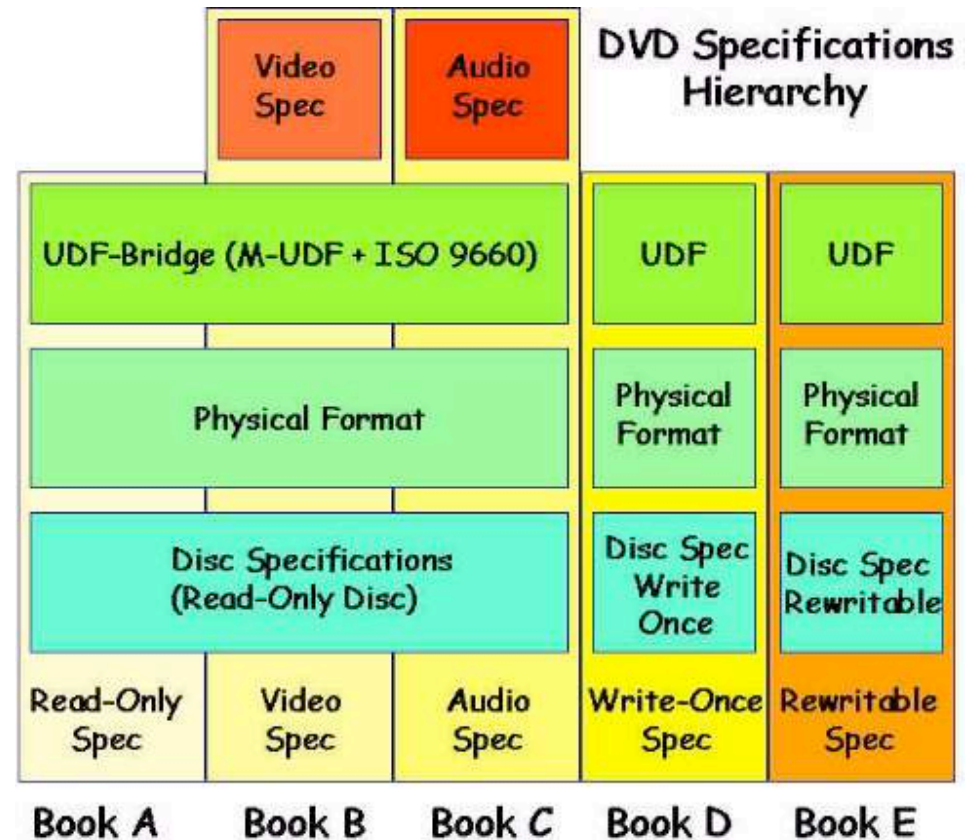 DVD Specifications
Hierarchy
Video
Spec
Audio
Spec
UDF-Bridge (M-UDF + ISO 9660)
UDF
UDF
Physical Format
Physical
Format
Physical
Format
Disc Specifications
(Read-Only Disc)
Disc Spec
Write
Once
Disc Spec
Rewritable
Read-Only
Spec
Video
Spec
Audio
Spec
Write-Once
Spec
Rewritable
Spec
Book A
Book B
Book C
Book D
Book E